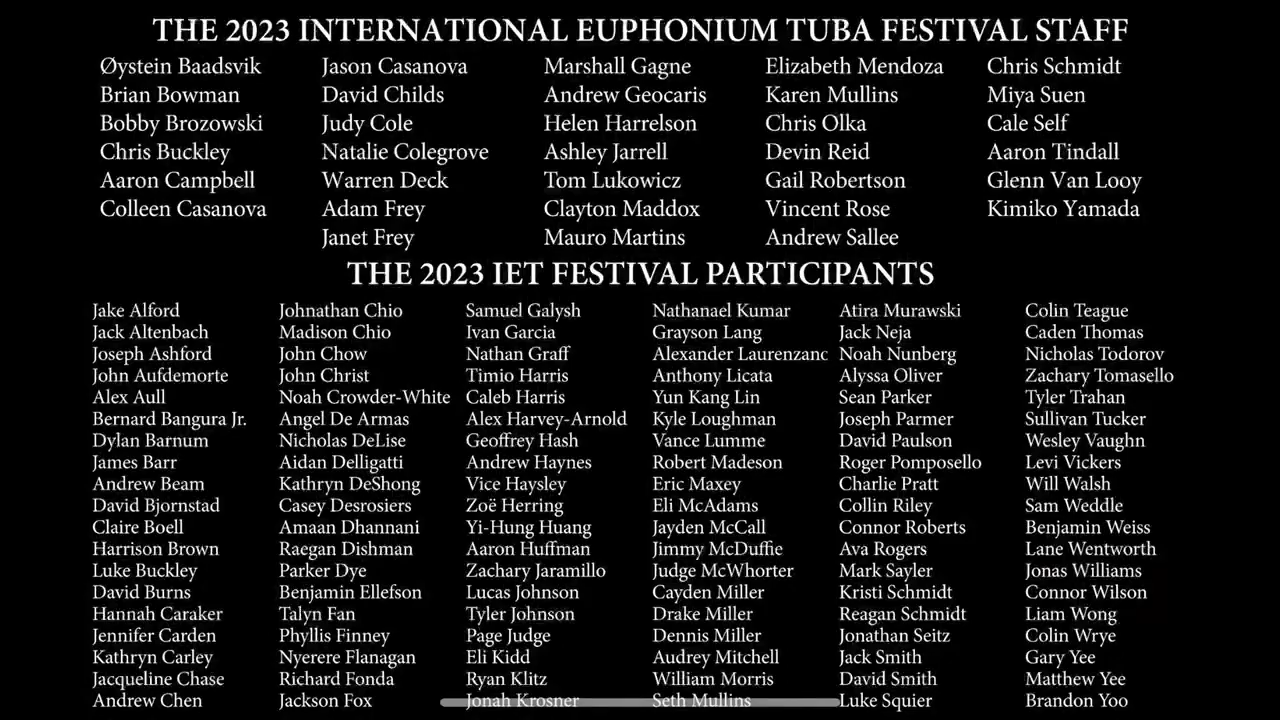 THE 2023 INTERNATIONAL EUPHONIUM TUBA FESTIVAL STAFF
Øystein Baadsvik
Brian Bowman
Bobby Brozowski
Chris Buckley
Aaron Campbell
Colleen Casanova
Jason Casanova
David Childs
Judy Cole
Natalie Colegrove
Warren Deck
Adam Frey
Janet Frey
Marshall Gagne
Andrew Geocaris
Helen Harrelson
Ashley Jarrell
Tom Lukowicz
Clayton Maddox
Mauro Martins
Elizabeth Mendoza
Karen Mullins
Chris Olka
Devin Reid
Gail Robertson
Vincent Rose
Andrew Sallee
Chris Schmidt
Miya Suen
Cale Self
Aaron Tindall
Glenn Van Looy
Kimiko Yamada
THE 2023 IET FESTIVAL PARTICIPANTS
Jake Alford
Jack Altenbach
Joseph Ashford
John Aufdemorte
Alex Aull
Bernard Bangura Jr.
Dylan Barnum
James Barr
Andrew Beam
David Bjornstad
Claire Boell
Harrison Brown
Luke Buckley
David Burns
Hannah Caraker
Jennifer Carden
Kathryn Carley
Jacqueline Chase
Andrew Chen
Johnathan Chio
Madison Chio
John Chow
John Christ
Noah Crowder-White
Angel De Armas
Nicholas DeLise
Aidan Delligatti
Kathryn DeShong
Casey Desrosiers
Amaan Dhannani
Raegan Dishman
Parker Dye
Benjamin Ellefson
Talyn Fan
Phyllis Finney
Nyerere Flanagan
Richard Fonda
Jackson Fox
Samuel Galysh
Ivan Garcia
Nathan Graff
Timio Harris
Caleb Harris
Alex Harvey-Arnold
Geoffrey Hash
Andrew Haynes
Vice Haysley
Zoë Herring
Yi-Hung Huang
Aaron Huffman
Zachary Jaramillo
Lucas Johnson
Tyler Johnson
Page Judge
Eli Kidd
Ryan Klitz
Jonah Krosner
Nathanael Kumar
Grayson Lang
Alexander Laurenzano
Anthony Licata
Yun Kang Lin
Kyle Loughman
Vance Lumme
Robert Madeson
Eric Maxey
Eli McAdams
Jayden McCall
Jimmy McDuffie
Judge McWhorter
Cayden Miller
Drake Miller
Dennis Miller
Audrey Mitchell
William Morris
Seth Mullins
Atira Murawski
Jack Neja
Noah Nunberg
Alyssa Oliver
Sean Parker
Joseph Parmer
David Paulson
Roger Pomposello
Charlie Pratt
Collin Riley
Connor Roberts
Ava Rogers
Mark Sayler
Kristi Schmidt
Reagan Schmidt
Jonathan Seitz
Jack Smith
David Smith
Luke Squier
Colin Teague
Caden Thomas
Nicholas Todorov
Zachary Tomasello
Tyler Trahan
Sullivan Tucker
Wesley Vaughn
Levi Vickers
Will Walsh
Sam Weddle
Benjamin Weiss
Lane Wentworth
Jonas Williams
Connor Wilson
Liam Wong
Colin Wrye
Gary Yee
Matthew Yee
Brandon Yoo